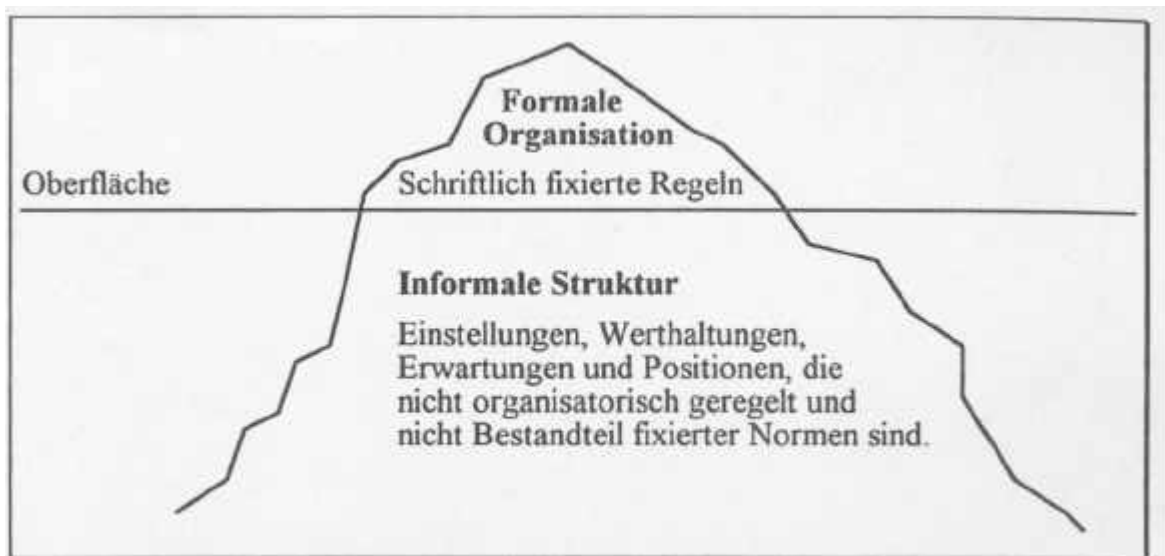 Formale
Organisation
Oberfläche
Schriftlich fixierte Regeln
Informale Struktur
Einstellungen, Werthaltungen,
Erwartungen und Positionen, die
nicht organisatorisch geregelt und
nicht Bestandteil fixierter Normen sind.